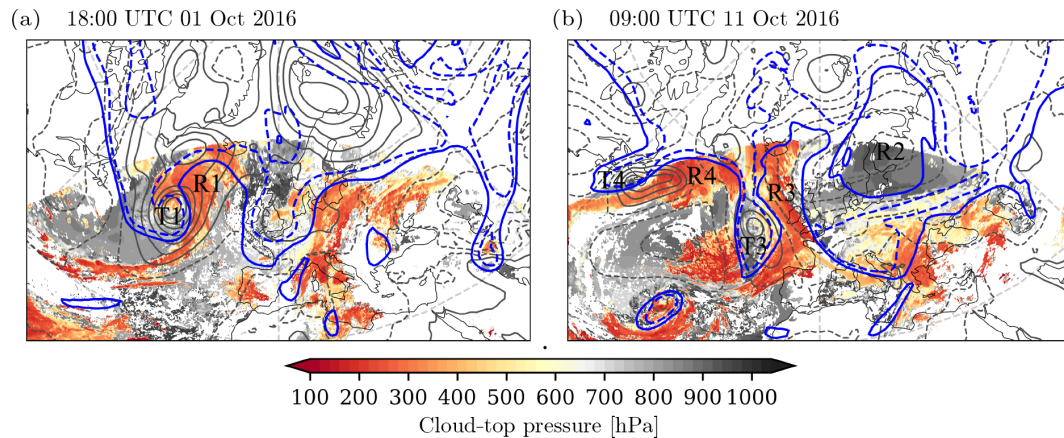 (a) 18:00 UTC 01 Oct 2016
(b) 09:00 UTC 11 Oct 2016
R1
T1
R2
T4
R4
R3
T3
100 200 300 400 500 600 700 800 900 1000
Cloud-top pressure [hPa]